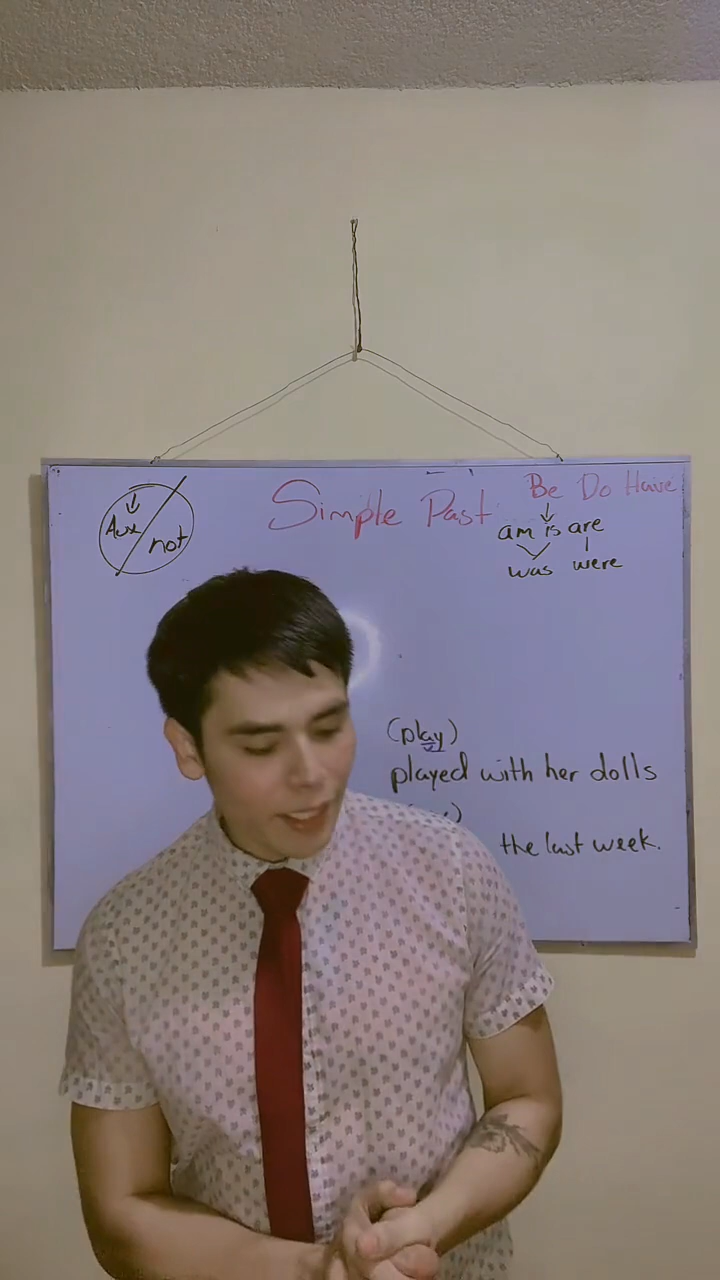 Aux / not
Simple Past
Be Do Have
am is are
was were
(play)
played with her dolls
the last week.